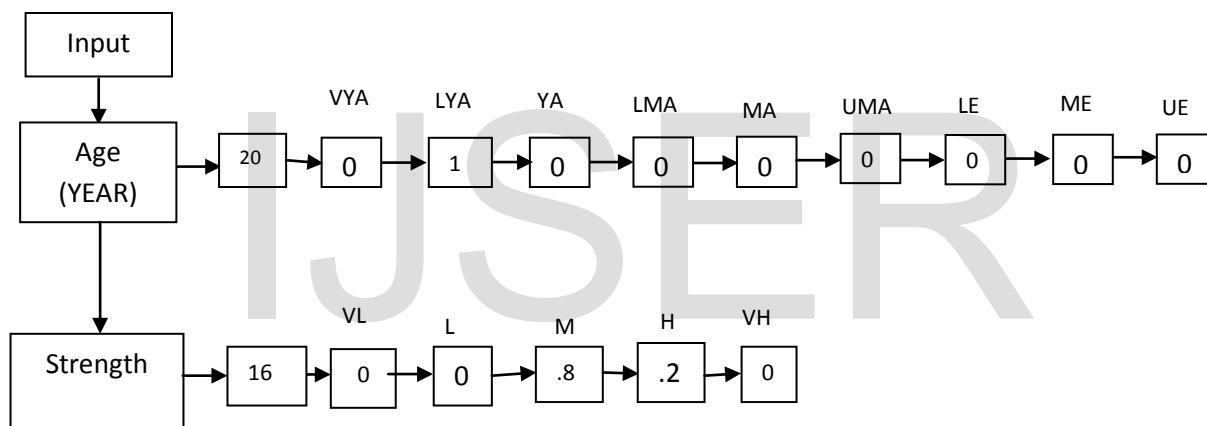 Input
VYA LYA YA LMA MA UMA LE ME UE
Age
(YEAR)
20 0 1 0 0 0 0 0 0 0
VL L M H VH
Strength
16 0 0 .8 .2 0
IJSER